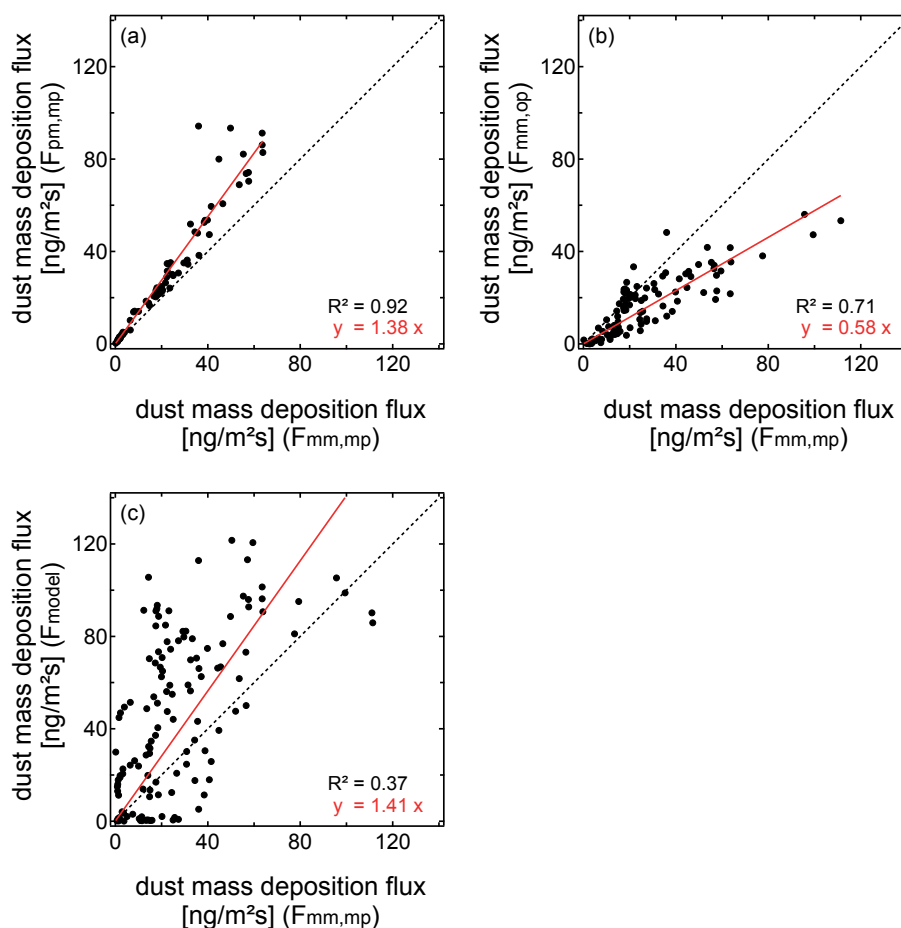 (a)
dust mass deposition flux
[ng/m²s] (Fpm,mp)
120
80
40
0
R² = 0.92
y = 1.38 x
0 40 80 120
dust mass deposition flux
[ng/m²s] (Fmm,mp)
(b)
dust mass deposition flux
[ng/m²s] (Fmm,op)
120
80
40
0
R² = 0.71
y = 0.58 x
0 40 80 120
dust mass deposition flux
[ng/m²s] (Fmm,mp)
(c)
dust mass deposition flux
[ng/m²s] (Fmodel)
120
80
40
0
R² = 0.37
y = 1.41 x
0 40 80 120
dust mass deposition flux
[ng/m²s] (Fmm,mp)